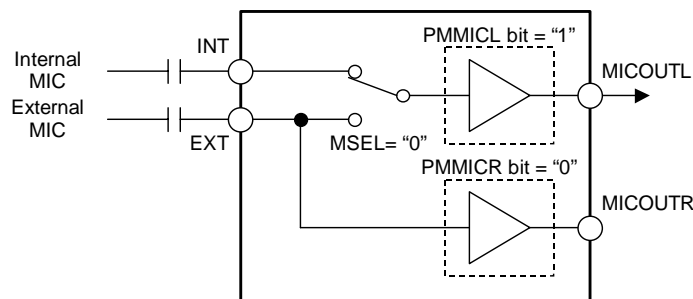 PMMICL bit = “1”
INT
Internal
MIC
MICOUTL
External
MIC
EXT
MSEL= “0”
PMMICR bit = “0”
MICOUTR